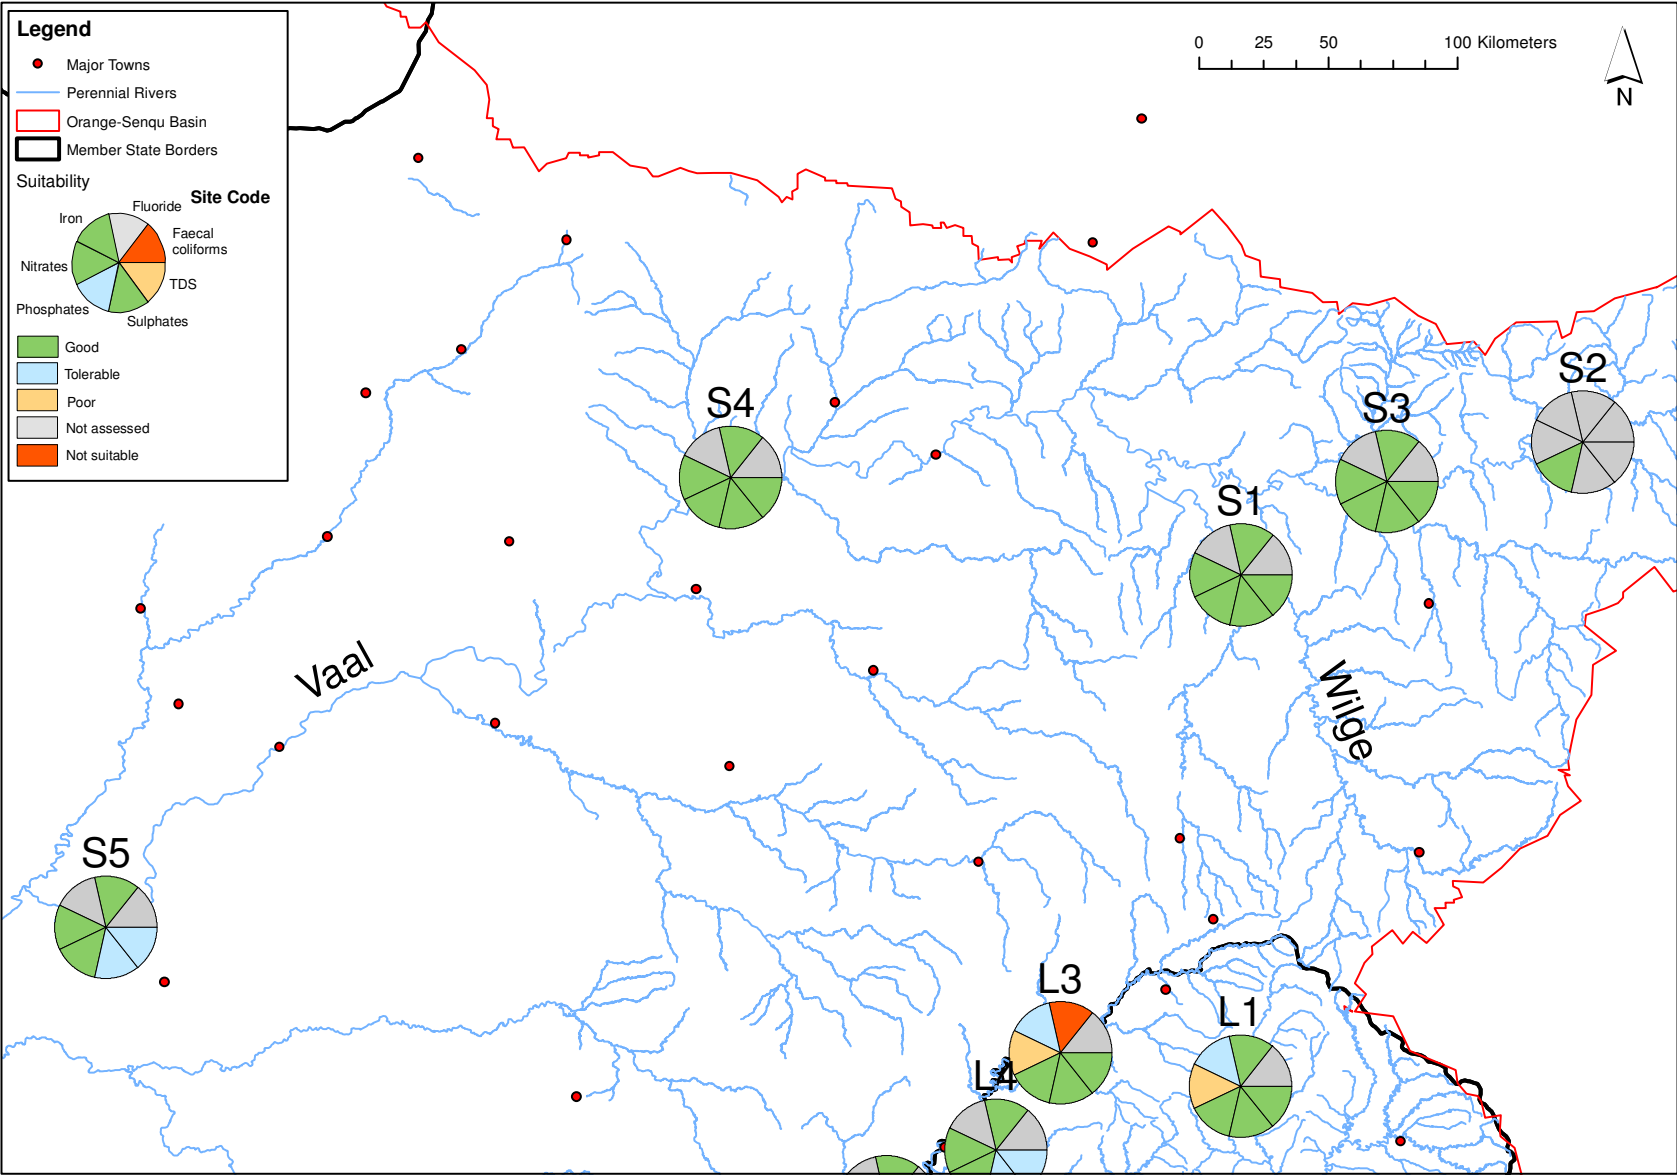 Legend
Major Towns
Perennial Rivers
Orange-Senqu Basin
Member State Borders
Suitability
Site Code
Fluoride
Iron
Faecal
coliforms
Nitrates
TDS
Phosphates
Sulphates
Good
Tolerable
Poor
Not assessed
Not suitable
0 25 50 100 Kilometers
N
S2
S4
S3
S1
Vaal
Wilge
S5
L3
L1
L4